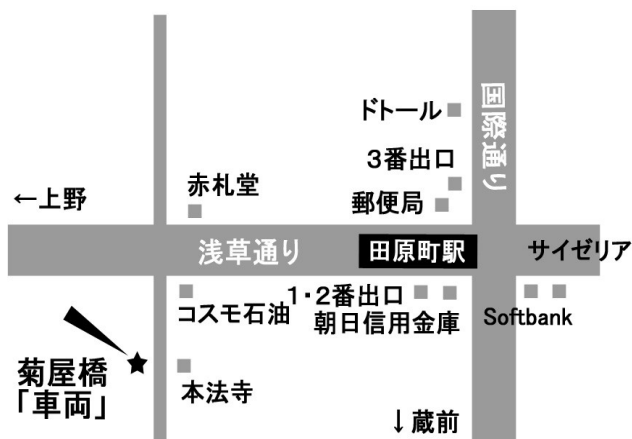 ドトール
国際通り
3番出口
赤札堂
郵便局
←上野
浅草通り
田原町駅
サイゼリア
1・2番出口
コスモ石油
朝日信用金庫
Softbank
菊屋橋
「車両」
本法寺
↓蔵前